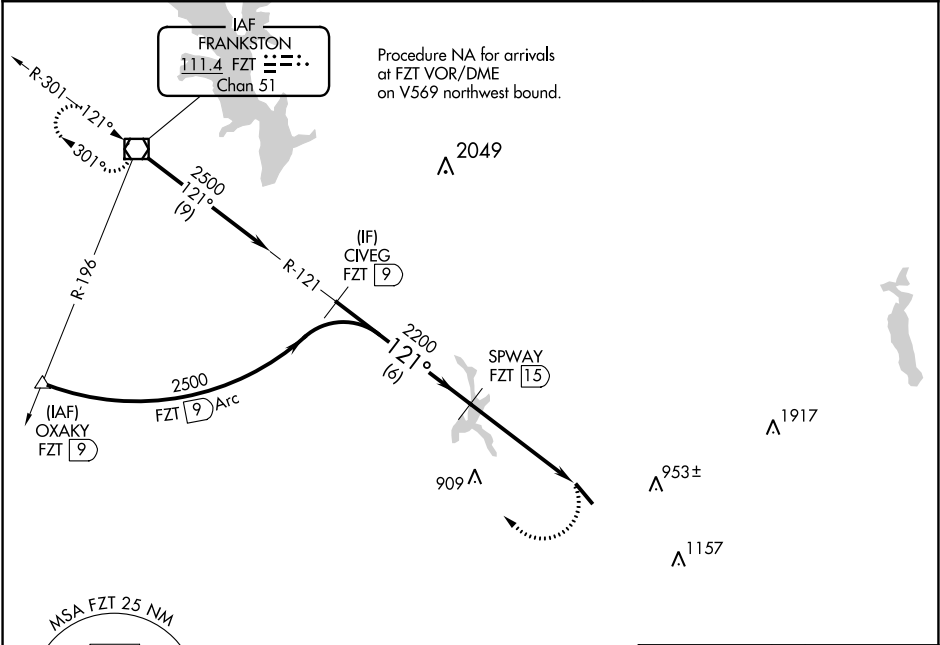 IAF
FRANKSTON
111.4 FZT
Chan 51
Procedure NA for arrivals
at FZT VOR/DME
on V569 northwest bound.
R-301
121°
301°
2049
2500
121°
(9)
R-196
R-121
(IF)
CIVEG
FZT 9
2200
121°
(6)
SPWAY
FZT 15
2500
FZT 9 Arc
(IAF)
OXAKY
FZT 9
1917
909
953±
1157
MSA FZT 25 NM